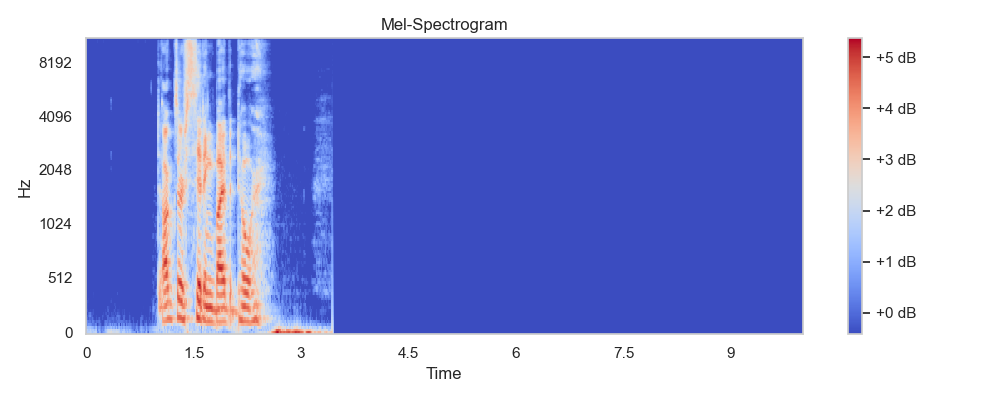 Mel-Spectrogram
8192
4096
2048
1024
512
0
Hz
0 1.5 3 4.5 6 7.5 9
Time
+5 dB
+4 dB
+3 dB
+2 dB
+1 dB
+0 dB